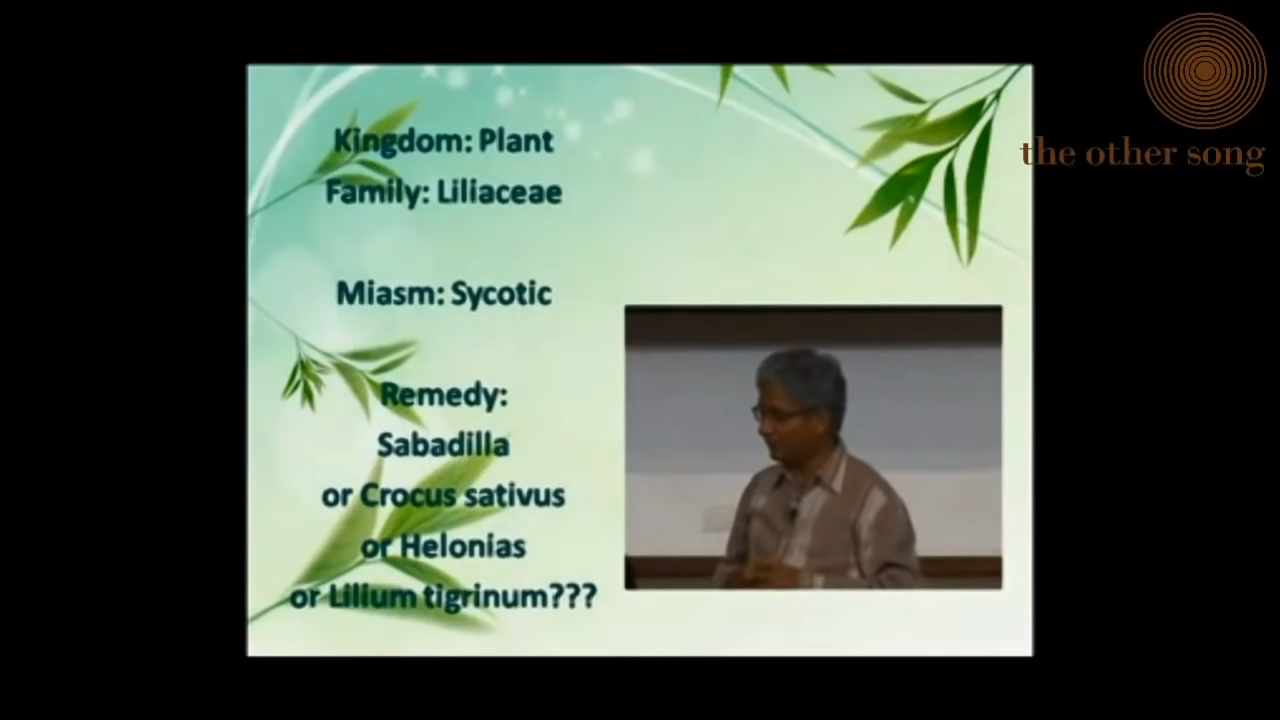 Kingdom: Plant
Family: Liliaceae
Miasm: Sycotic
Remedy:
Sabadilla
or Crocus sativus
or Helonias
or Lilium tigrinum???
the other song